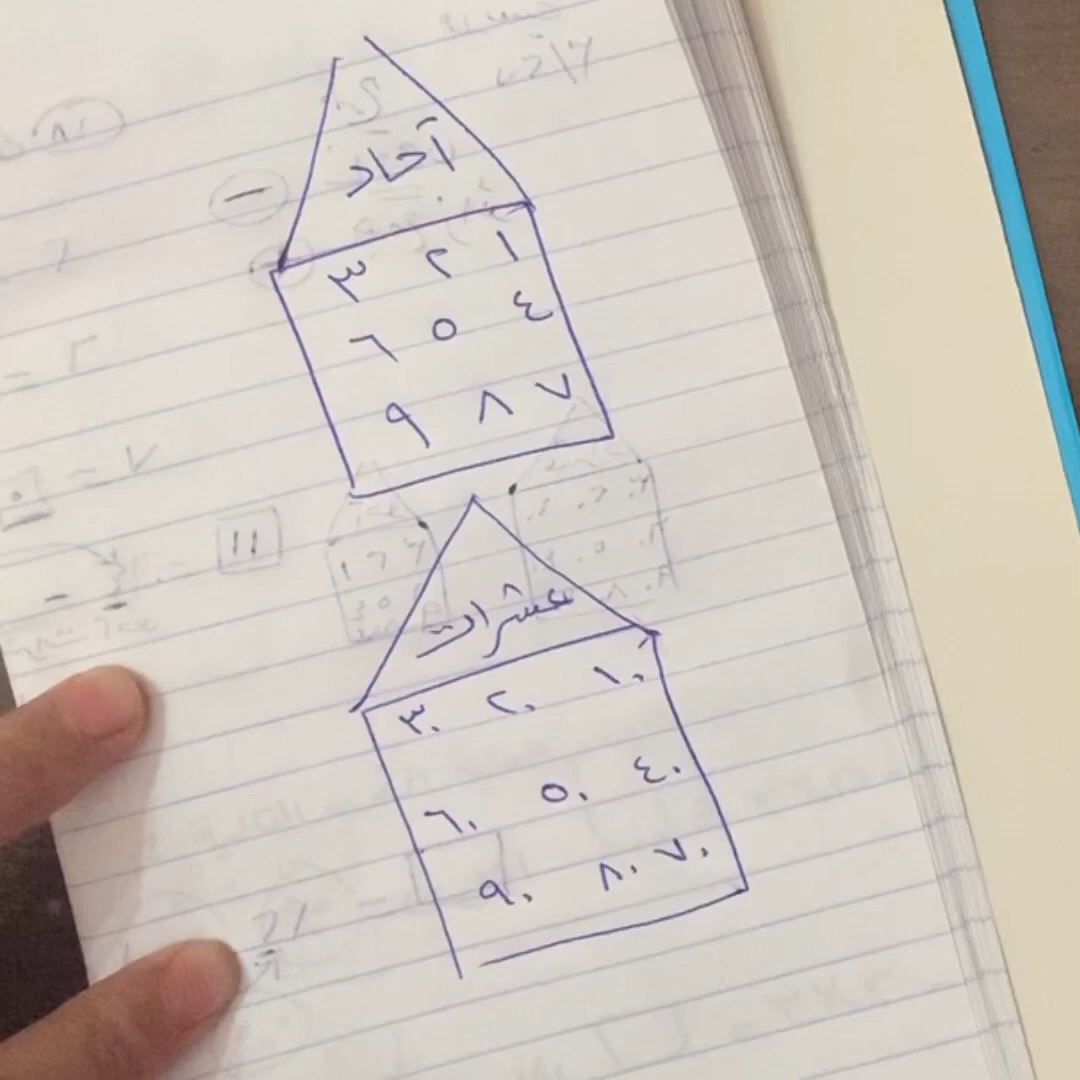 آحاد
١ ٢ ٣
٤ ٥ ٦
٧ ٨ ٩
١١
عشرات
١٠ ٢٠ ٣٠
٤٠ ٥٠ ٦٠
٧٠ ٨٠ ٩٠